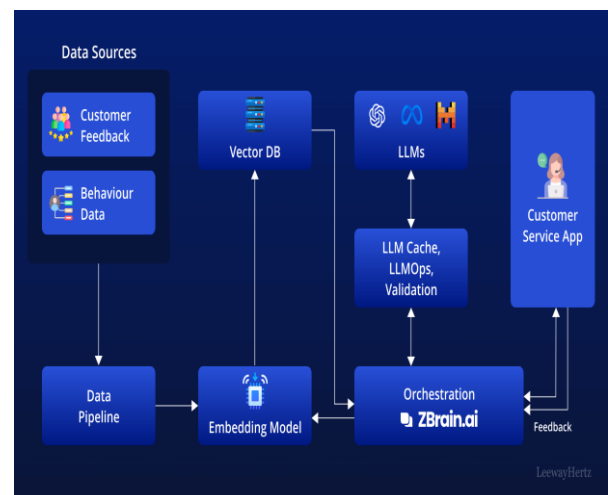 Data Sources
Customer
Feedback
Behaviour
Data
Vector DB
LLMs
Customer
Service App
LLM Cache,
LLMOps,
Validation
Data
Pipeline
Embedding Model
Orchestration
ZBrain.ai
Feedback
LeewayHertz